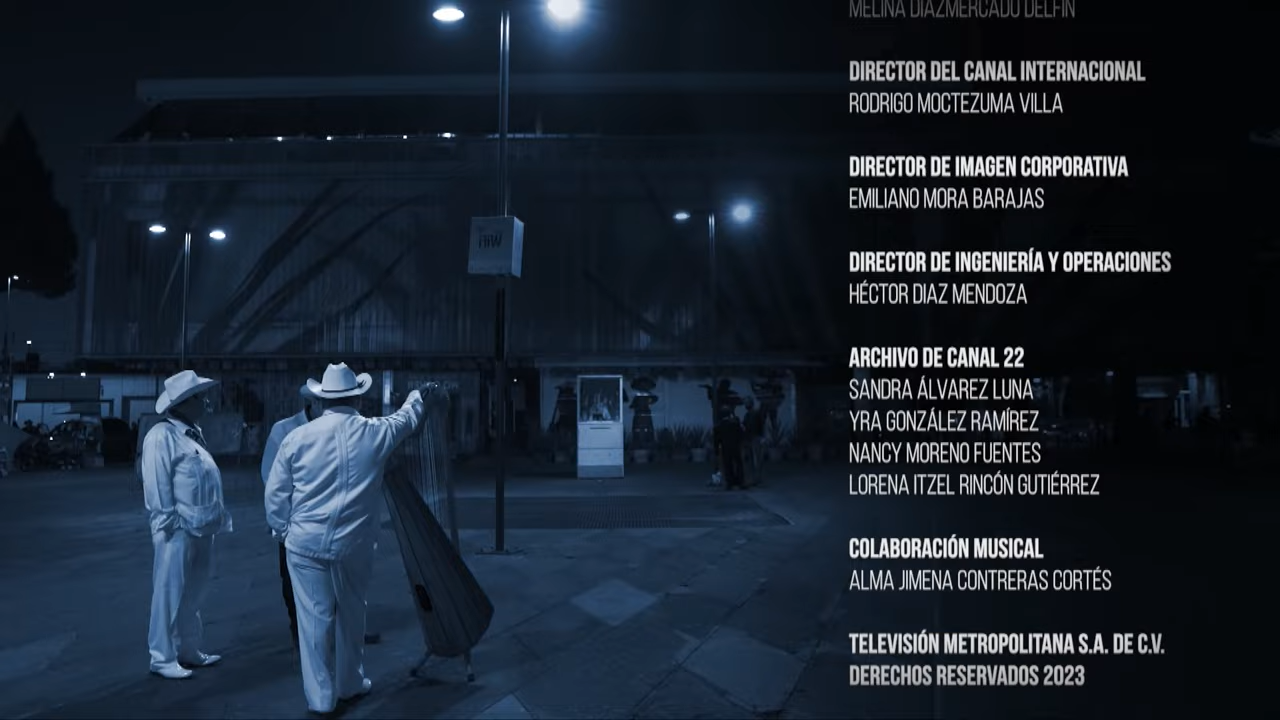 MELINA DIAZMERCADO DELFIN
DIRECTOR DEL CANAL INTERNACIONAL
RODRIGO MOCTEZUMA VILLA
DIRECTOR DE IMAGEN CORPORATIVA
EMILIANO MORA BARAJAS
DIRECTOR DE INGENIERÍA Y OPERACIONES
HÉCTOR DIAZ MENDOZA
ARCHIVO DE CANAL 22
SANDRA ÁLVAREZ LUNA
YRA GONZÁLEZ RAMÍREZ
NANCY MORENO FUENTES
LORENA ITZEL RINCÓN GUTIÉRREZ
COLABORACIÓN MUSICAL
ALMA JIMENA CONTRERAS CORTÉS
TELEVISIÓN METROPOLITANA S.A. DE C.V.
DERECHOS RESERVADOS 2023